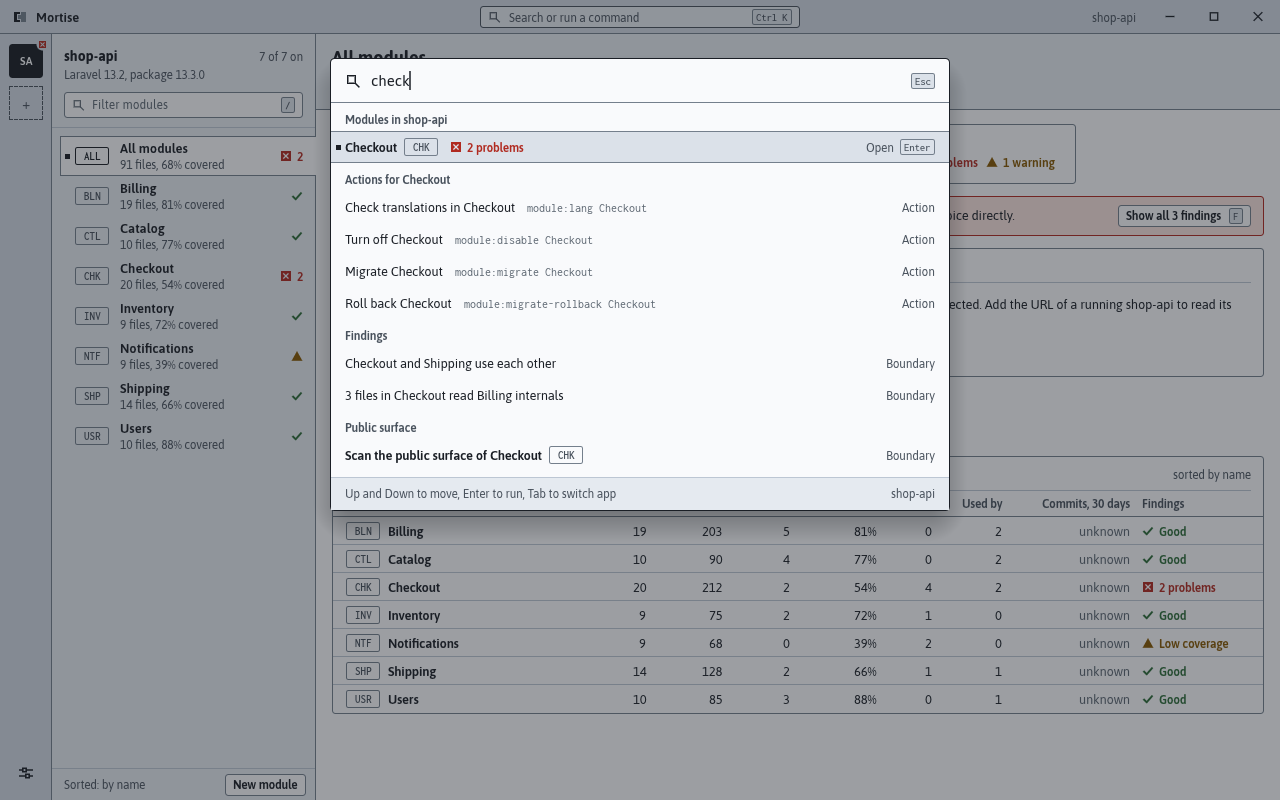 Mortise
Search or run a command
Ctrl K
shop-api
SA
+
shop-api
7 of 7 on
Laravel 13.2, package 13.3.0
Filter modules
/
ALL
All modules
91 files, 68% covered
2
BLN
Billing
19 files, 81% covered
CTL
Catalog
10 files, 77% covered
CHK
Checkout
20 files, 54% covered
2
INV
Inventory
9 files, 72% covered
NTF
Notifications
9 files, 39% covered
SHP
Shipping
14 files, 66% covered
USR
Users
10 files, 88% covered
Sorted: by name
New module
All modules
check
Esc
Modules in shop-api
Checkout CHK 2 problems Open Enter
Actions for Checkout
Check translations in Checkout module:lang Checkout Action
Turn off Checkout module:disable Checkout Action
Migrate Checkout module:migrate Checkout Action
Roll back Checkout module:migrate-rollback Checkout Action
Findings
Checkout and Shipping use each other Boundary
3 files in Checkout read Billing internals Boundary
Public surface
Scan the public surface of Checkout CHK Boundary
Up and Down to move, Enter to run, Tab to switch app shop-api
1 warning
directly.
Show all 3 findings F
Add the URL of a running shop-api to read its
sorted by name
Used by Commits, 30 days Findings
BLN Billing 19 203 5 81% 0 2 unknown Good
CTL Catalog 10 90 4 77% 0 2 unknown Good
CHK Checkout 20 212 2 54% 4 2 unknown 2 problems
INV Inventory 9 75 2 72% 1 0 unknown Good
NTF Notifications 9 68 0 39% 2 0 unknown Low coverage
SHP Shipping 14 128 2 66% 1 1 unknown Good
USR Users 10 85 3 88% 0 1 unknown Good